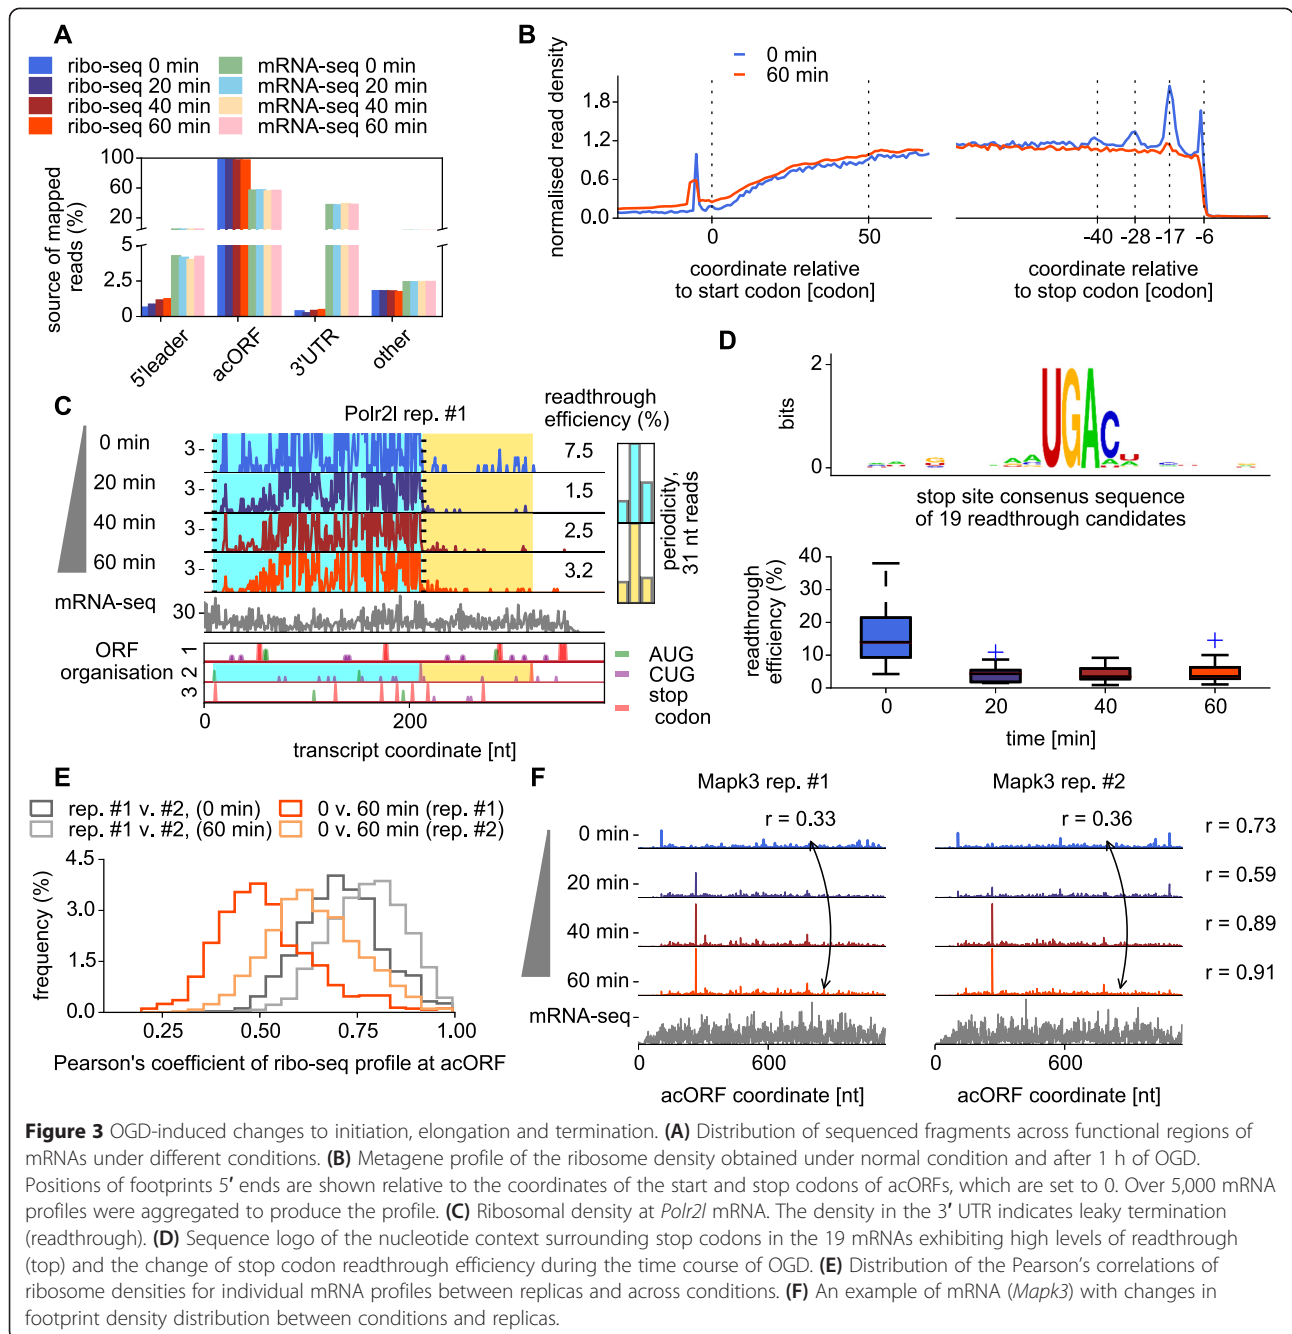 A
ribo-seq 0 min
mRNA-seq 0 min
ribo-seq 20 min
mRNA-seq 20 min
ribo-seq 40 min
mRNA-seq 40 min
ribo-seq 60 min
mRNA-seq 60 min
source of mapped
reads (%)
100
60
20
5
2.5
0
5'leader
acORF
3'UTR
other
B
0 min
60 min
normalised read density
1.8
1.2
0.6
0.0
0
50
-40
-28
-17
-6
coordinate relative
to start codon [codon]
coordinate relative
to stop codon [codon]
C
Polr2l rep. #1
readthrough
efficiency (%)
0 min
3
7.5
20 min
3
1.5
40 min
3
2.5
60 min
3
3.2
periodicity,
31 nt reads
mRNA-seq
30
ORF
organisation
1
2
3
AUG
CUG
stop
codon
0
200
transcript coordinate [nt]
D
bits
2
0
UGAC
stop site consensus sequence
of 19 readthrough candidates
readthrough
efficiency (%)
40
30
20
10
0
0
20
40
60
time [min]
E
rep. #1 v. #2, (0 min)
0 v. 60 min (rep. #1)
rep. #1 v. #2, (60 min)
0 v. 60 min (rep. #2)
frequency (%)
4.5
3.0
1.5
0.0
0.25
0.50
0.75
1.00
Pearson's coefficient of ribo-seq profile at acORF
F
Mapk3 rep. #1
Mapk3 rep. #2
r = 0.33
r = 0.36
0 min
r = 0.73
20 min
r = 0.59
40 min
r = 0.89
60 min
r = 0.91
mRNA-seq
0
600
0
600
acORF coordinate [nt]
acORF coordinate [nt]
Figure 3 OGD-induced changes to initiation, elongation and termination. (A) Distribution of sequenced fragments across functional regions of
mRNAs under different conditions. (B) Metagene profile of the ribosome density obtained under normal condition and after 1 h of OGD.
Positions of footprints 5′ ends are shown relative to the coordinates of the start and stop codons of acORFs, which are set to 0. Over 5,000 mRNA
profiles were aggregated to produce the profile. (C) Ribosomal density at Polr2l mRNA. The density in the 3′ UTR indicates leaky termination
(readthrough). (D) Sequence logo of the nucleotide context surrounding stop codons in the 19 mRNAs exhibiting high levels of readthrough
(top) and the change of stop codon readthrough efficiency during the time course of OGD. (E) Distribution of the Pearson's correlations of
ribosome densities for individual mRNA profiles between replicas and across conditions. (F) An example of mRNA (Mapk3) with changes in
footprint density distribution between conditions and replicas.